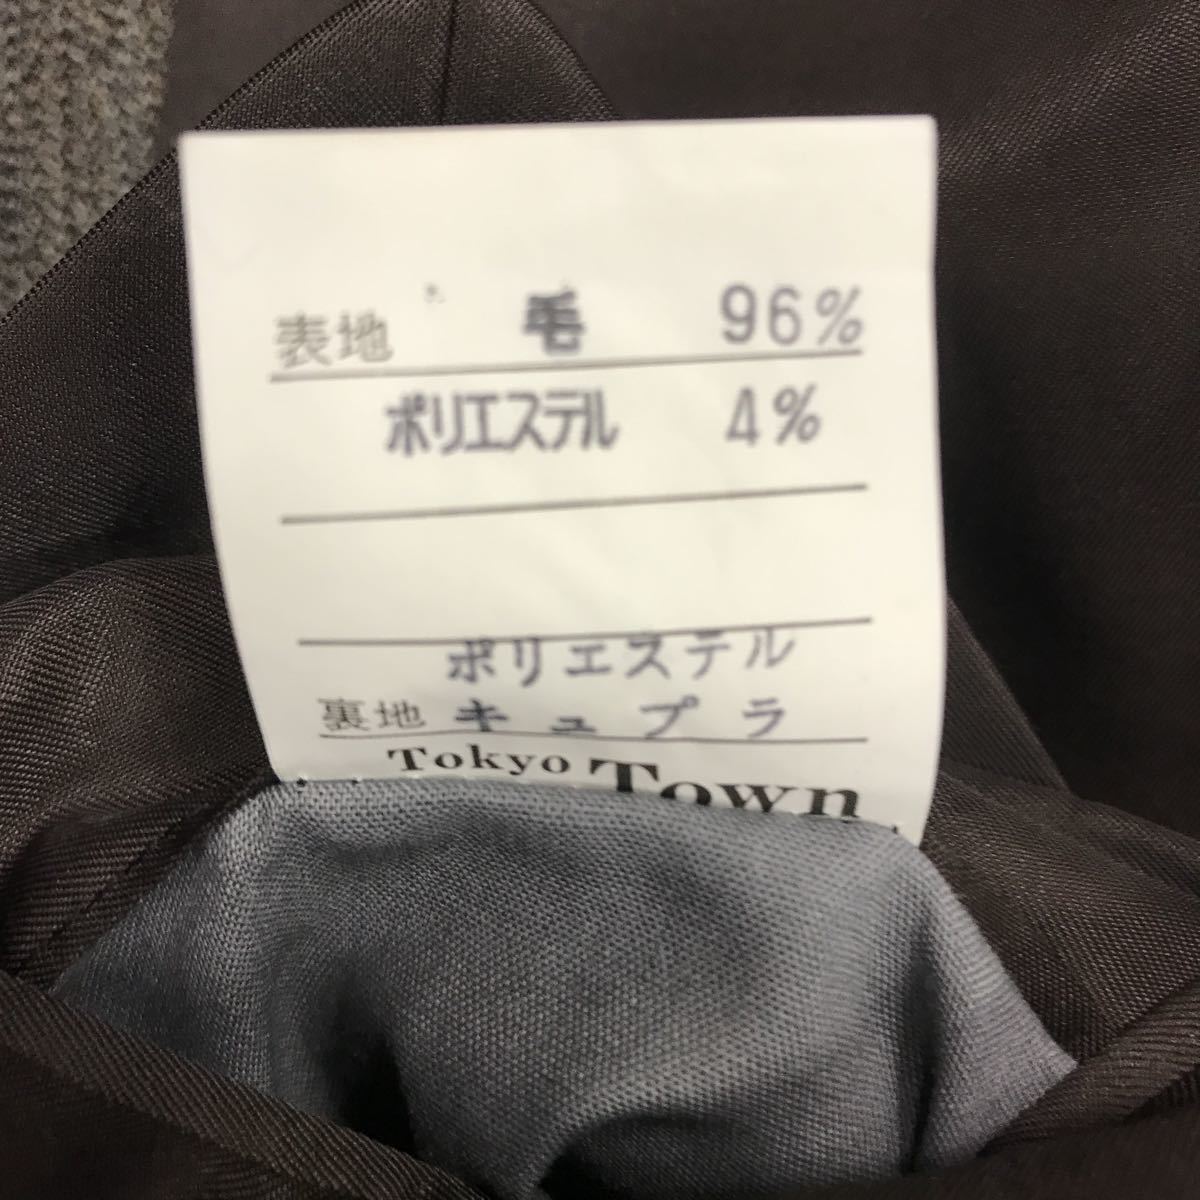 表地 毛 96%
ポリエステル 4%
ポリエステル
裏地 キュプラ
Tokyo Town